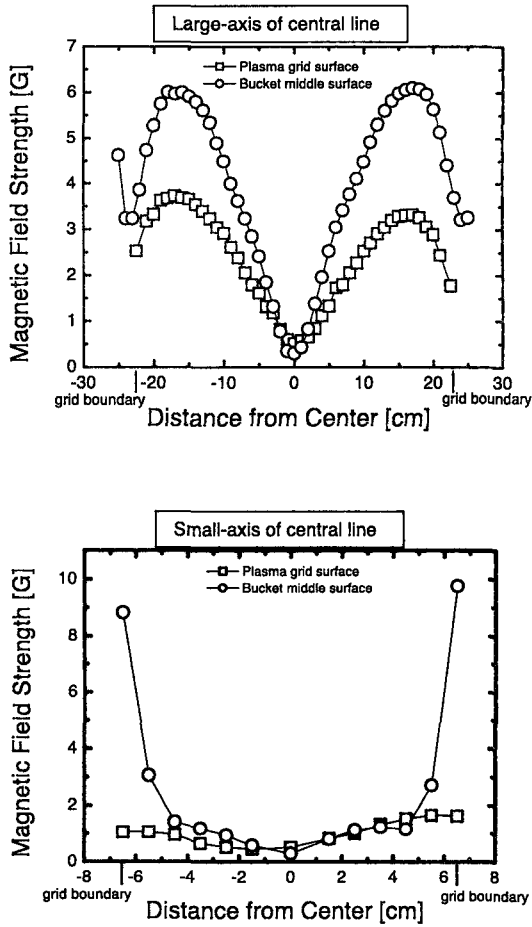 Large-axis of central line
Magnetic Field Strength [G]
7
6
5
4
3
2
1
0
Plasma grid surface
Bucket middle surface
-30 -20 -10 0 10 20 30
grid boundary
grid boundary
Distance from Center [cm]
Small-axis of central line
Magnetic Field Strength [G]
10
8
6
4
2
0
Plasma grid surface
Bucket middle surface
-8 -6 -4 -2 0 2 4 6 8
grid boundary
grid boundary
Distance from Center [cm]